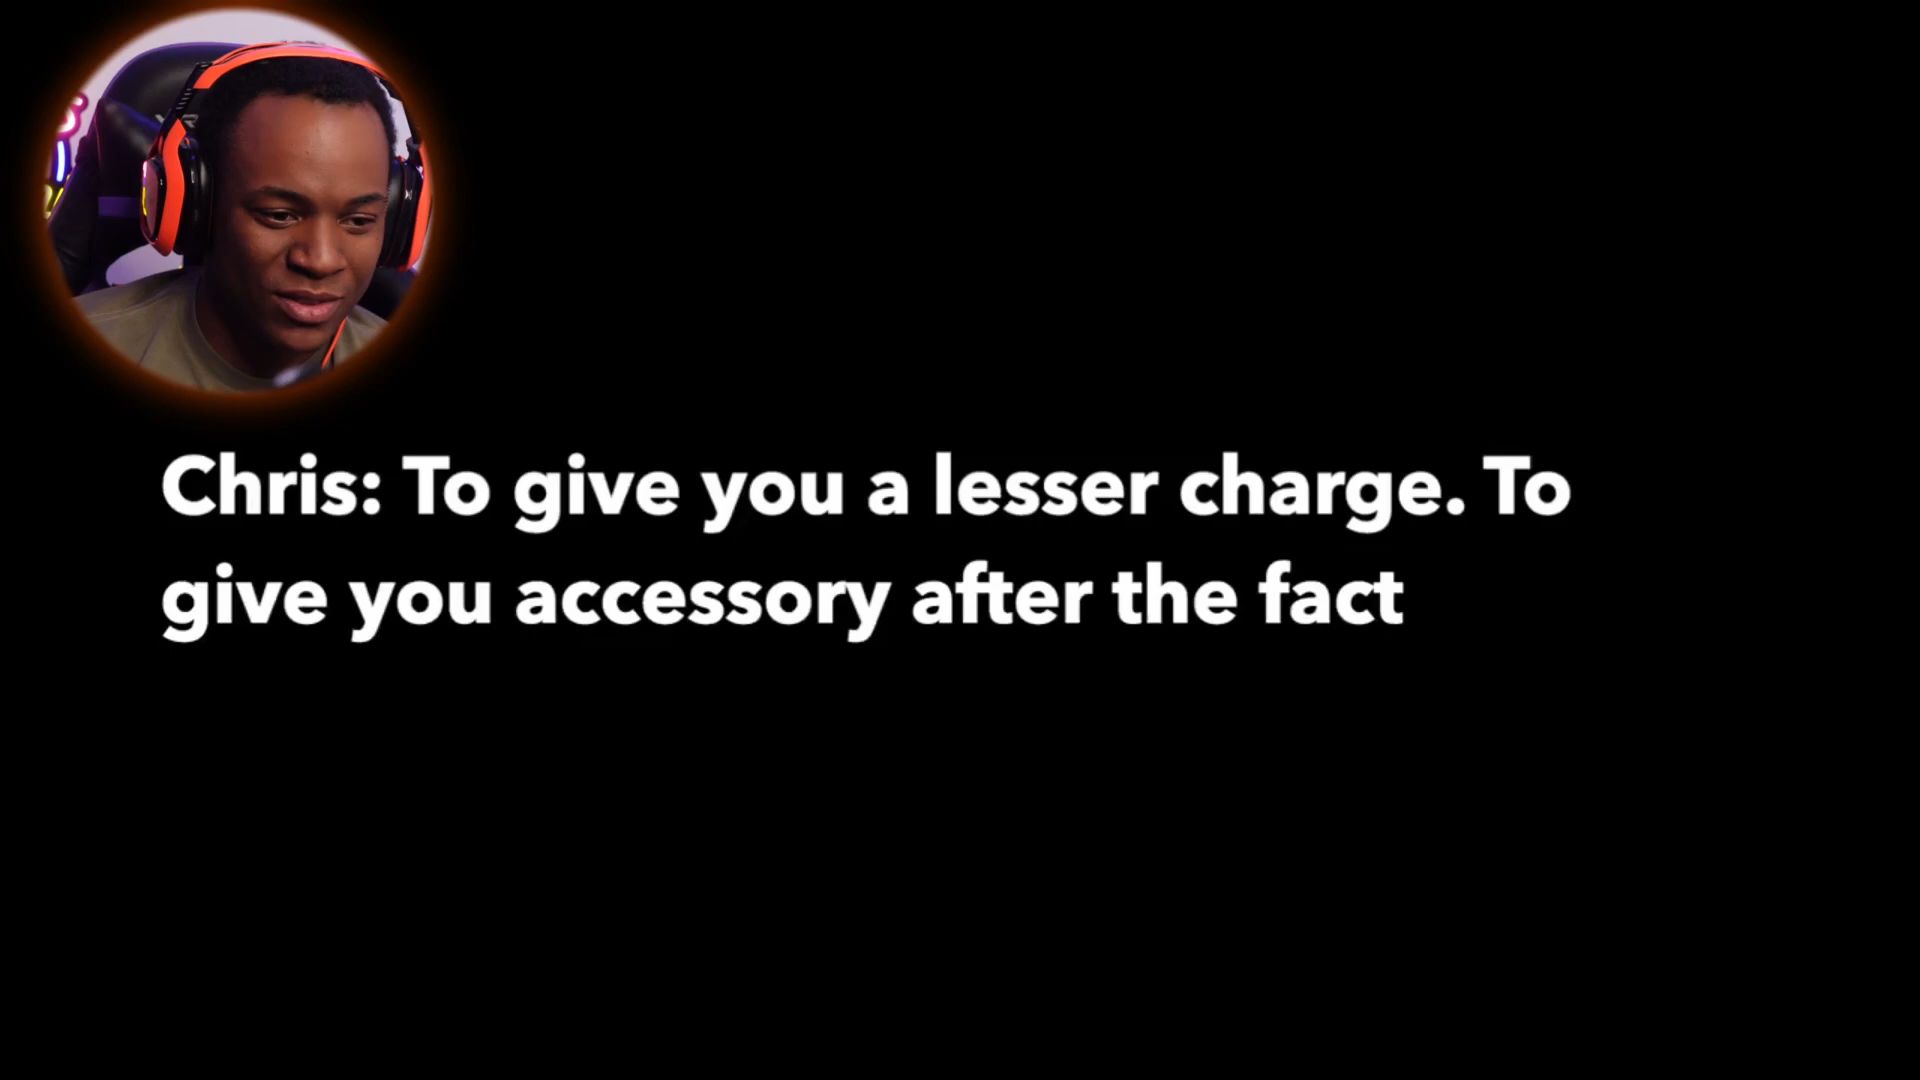 Chris: To give you a lesser charge. To
give you accessory after the fact